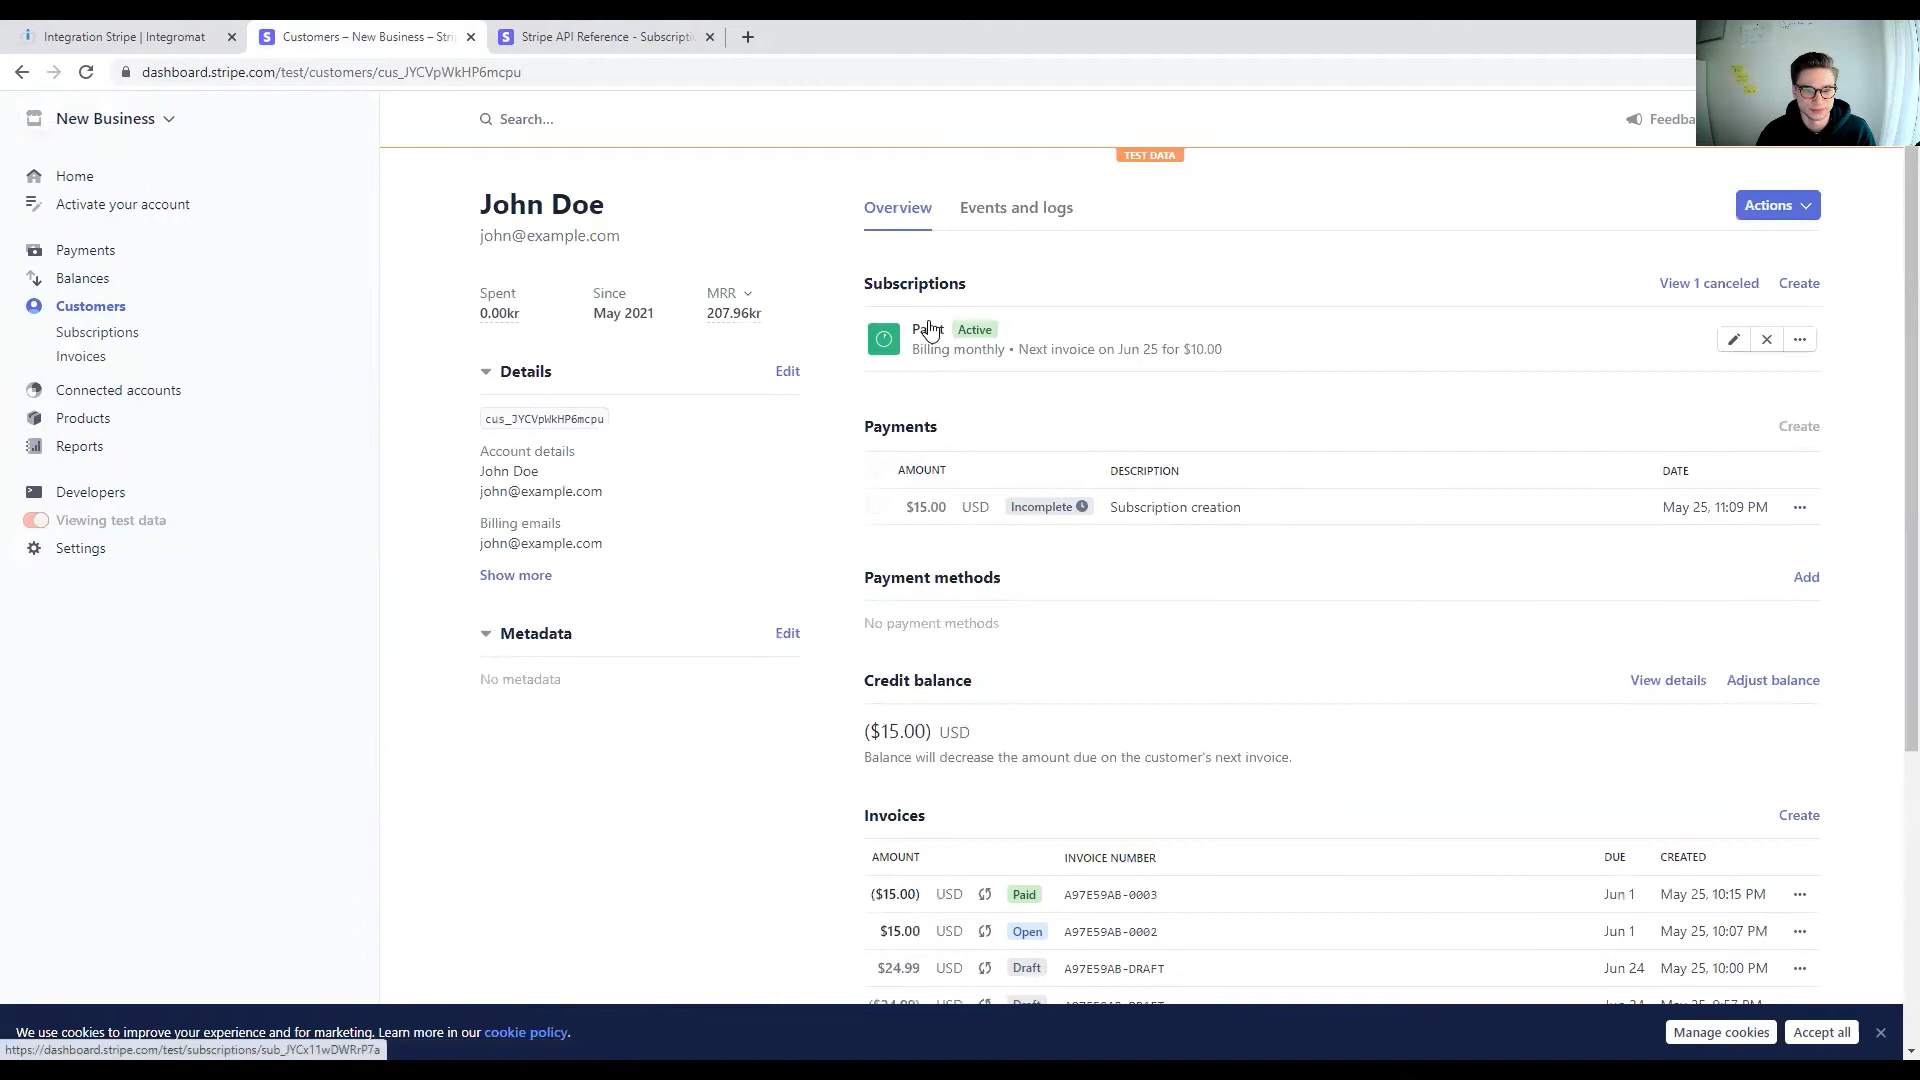 Integration Stripe | Integromat
Customers – New Business – Stri
Stripe API Reference - Subscripti
dashboard.stripe.com/test/customers/cus_JYCVpWkHP6mcpu
New Business
Search...
Feedba
TEST DATA
Home
Activate your account
Payments
Balances
Customers
Subscriptions
Invoices
Connected accounts
Products
Reports
Developers
Viewing test data
Settings
John Doe
john@example.com
Spent
Since
MRR
0.00kr
May 2021
207.96kr
Details
Edit
cus_JYCVpWkHP6mcpu
Account details
John Doe
john@example.com
Billing emails
john@example.com
Show more
Metadata
Edit
No metadata
Overview
Events and logs
Actions
Subscriptions
View 1 canceled
Create
Active
Billing monthly • Next invoice on Jun 25 for $10.00
Payments
Create
AMOUNT
DESCRIPTION
DATE
$15.00 USD Incomplete Subscription creation May 25, 11:09 PM
Payment methods
Add
No payment methods
Credit balance
View details
Adjust balance
($15.00) USD
Balance will decrease the amount due on the customer's next invoice.
Invoices
Create
AMOUNT
INVOICE NUMBER
DUE
CREATED
($15.00) USD Paid A97E59AB-0003 Jun 1 May 25, 10:15 PM
$15.00 USD Open A97E59AB-0002 Jun 1 May 25, 10:07 PM
$24.99 USD Draft A97E59AB-DRAFT Jun 24 May 25, 10:00 PM
We use cookies to improve your experience and for marketing. Learn more in our cookie policy.
Manage cookies
Accept all
https://dashboard.stripe.com/test/subscriptions/sub_JYCx11wDWRrP7a